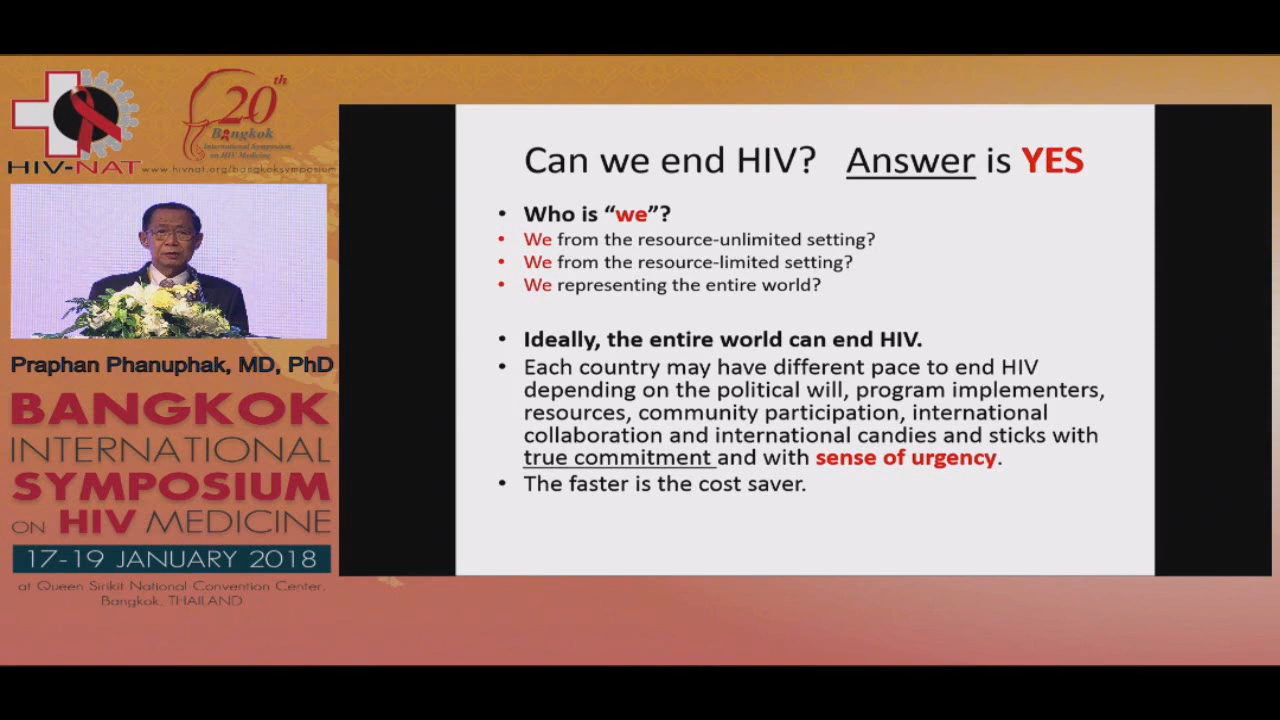 20th
Bangkok
International Symposium
on HIV Medicine
HIV-NAT www.hivnat.org/bangkoksymposium
Praphan Phanuphak, MD, PhD
BANGKOK
INTERNATIONAL
SYMPOSIUM
ON HIV MEDICINE
17-19 JANUARY 2018
at Queen Sirikit National Convention Center,
Bangkok, THAILAND
Can we end HIV? Answer is YES
• Who is “we”?
• We from the resource-unlimited setting?
• We from the resource-limited setting?
• We representing the entire world?
• Ideally, the entire world can end HIV.
• Each country may have different pace to end HIV
depending on the political will, program implementers,
resources, community participation, international
collaboration and international candies and sticks with
true commitment and with sense of urgency.
• The faster is the cost saver.